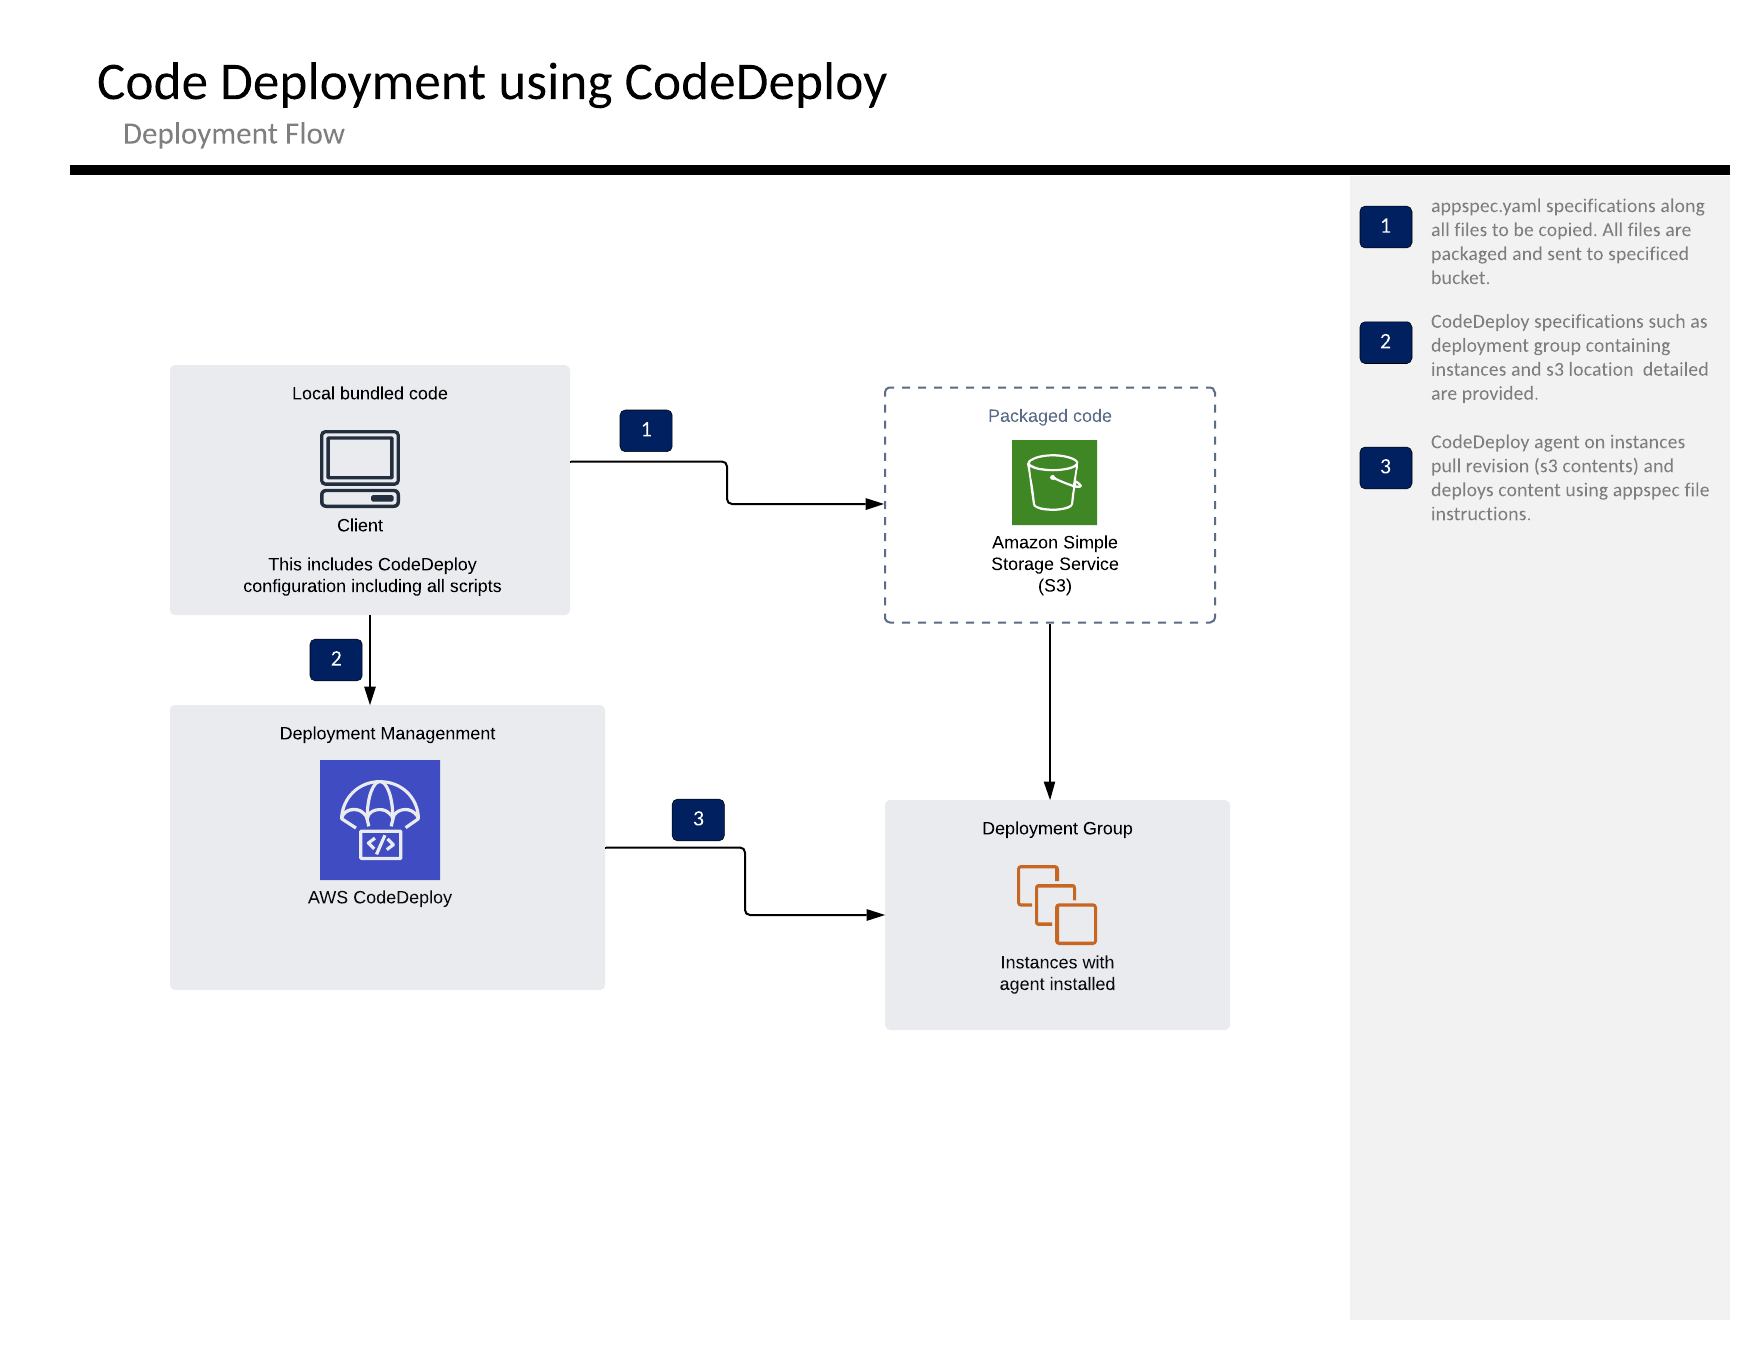 Code Deployment using CodeDeploy
Deployment Flow
1
appspec.yaml specifications along
all files to be copied. All files are
packaged and sent to specificed
bucket.
2
CodeDeploy specifications such as
deployment group containing
instances and s3 location  detailed
are provided.
3
CodeDeploy agent on instances
pull revision (s3 contents) and
deploys content using appspec file
instructions.
Local bundled code
Client
This includes CodeDeploy
configuration including all scripts
1
Packaged code
Amazon Simple
Storage Service
(S3)
2
Deployment Managenment
AWS CodeDeploy
3
Deployment Group
Instances with
agent installed